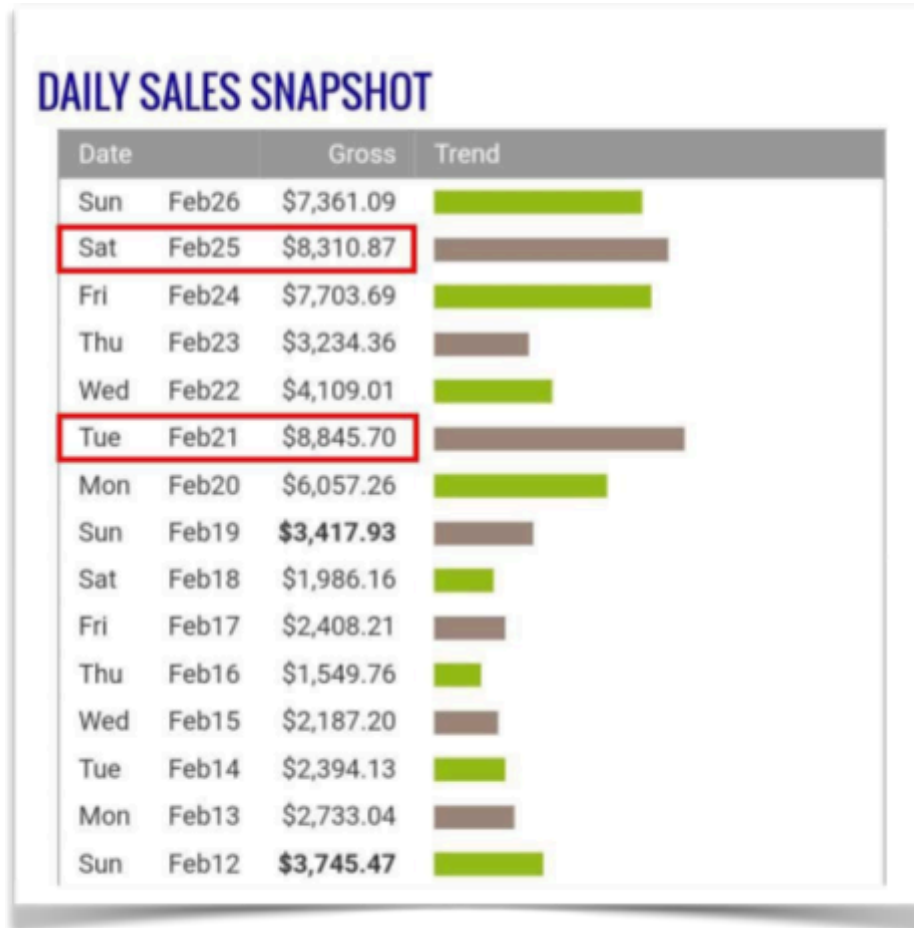 DAILY SALES SNAPSHOT
Date Gross Trend
Sun Feb26 $7,361.09
Sat Feb25 $8,310.87
Fri Feb24 $7,703.69
Thu Feb23 $3,234.36
Wed Feb22 $4,109.01
Tue Feb21 $8,845.70
Mon Feb20 $6,057.26
Sun Feb19 $3,417.93
Sat Feb18 $1,986.16
Fri Feb17 $2,408.21
Thu Feb16 $1,549.76
Wed Feb15 $2,187.20
Tue Feb14 $2,394.13
Mon Feb13 $2,733.04
Sun Feb12 $3,745.47